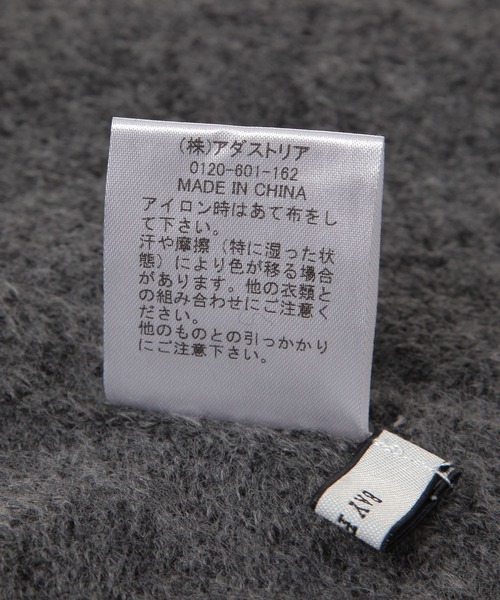 (株)アダストリア
0120-601-162
MADE IN CHINA
アイロン時はあて布をし
て下さい。
汗や摩擦（特に湿った状
態）により色が移る場合
があります。他の衣類と
の組み合わせにご注意く
ださい。
他のものとの引っかかり
にご注意下さい。
BAY F